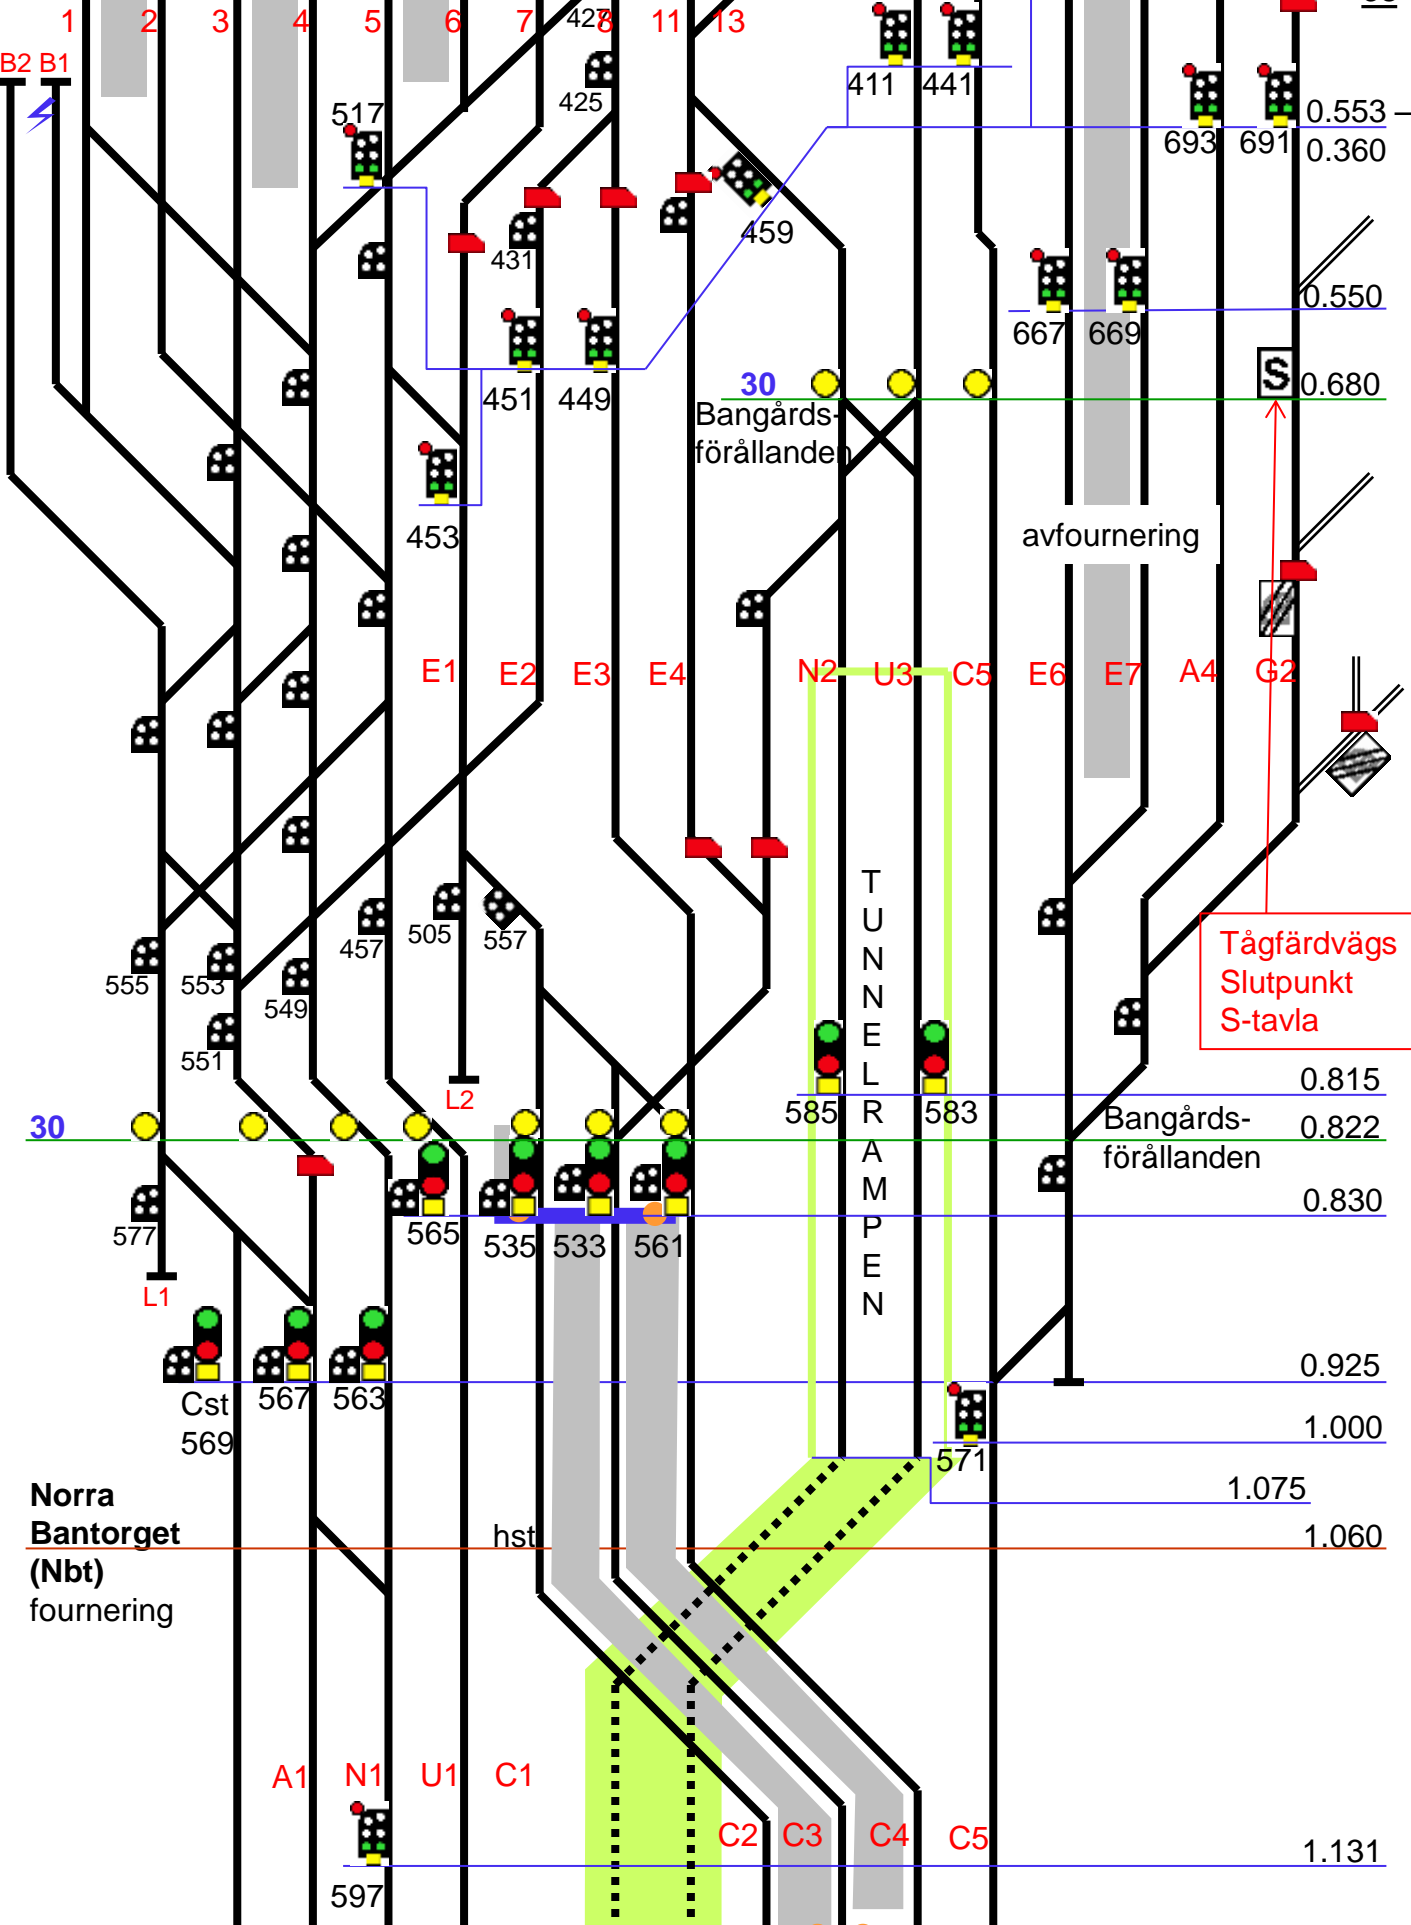 1 2 3 4 5 6 7 427 8 11 13
B2 B1
411 441
425
517
693 691 0.553
0.360
459
431
667 669 0.550
451 449
30 S 0.680
Bangårds-
förållanden
453
avfournering
E1 E2 E3 E4 N2 U3 C5 E6 E7 A4 G2
TUNNELRAMPEN
457 505 557
555 553 549
551
Tågfärdvägs
Slutpunkt
S-tavla
L2
585 583 0.815
30 Bangårds-
förållanden 0.822
577 565 535 533 561 0.830
L1
Cst
569 567 563 0.925
571 1.000
1.075
Norra
Bantorget
(Nbt)
fournering
hst 1.060
A1 N1 U1 C1
C2 C3 C4 C5
597 1.131